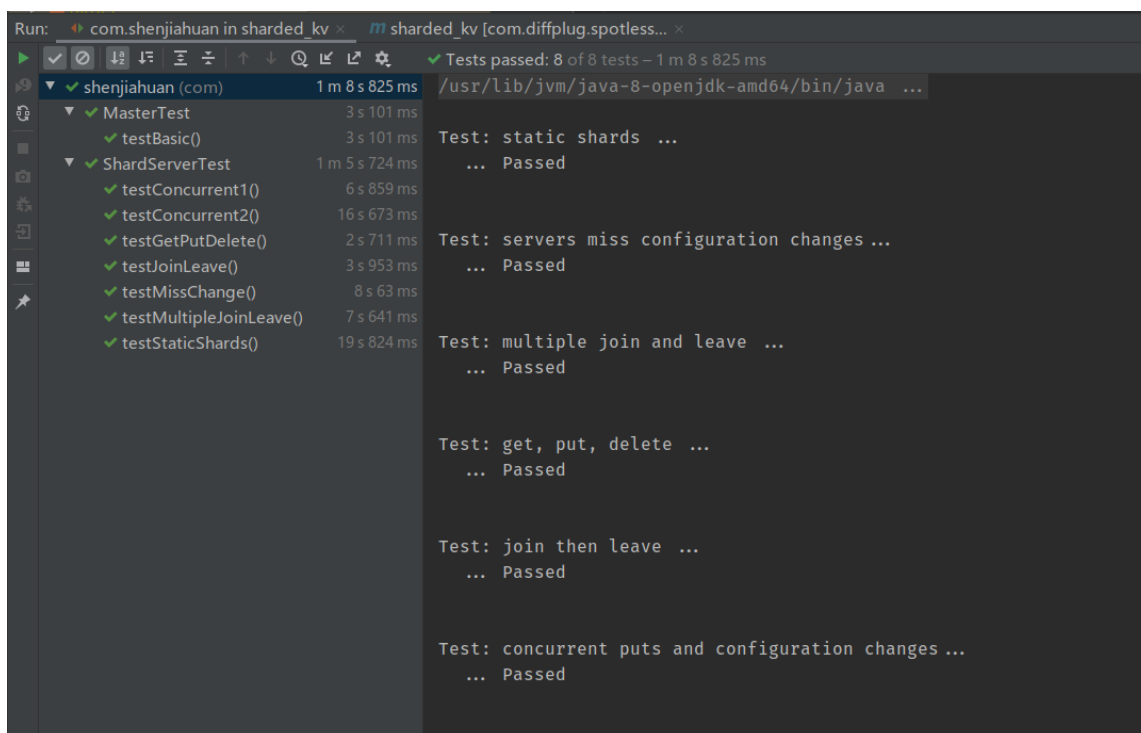 Run: com.shenjiahuan in sharded_kv × sharded_kv [com.diffplug.spotless... ×
Tests passed: 8 of 8 tests – 1 m 8 s 825 ms
shenjiahuan (com) 1 m 8 s 825 ms
MasterTest 3 s 101 ms
testBasic() 3 s 101 ms
ShardServerTest 1 m 5 s 724 ms
testConcurrent1() 6 s 859 ms
testConcurrent2() 16 s 673 ms
testGetPutDelete() 2 s 711 ms
testJoinLeave() 3 s 953 ms
testMissChange() 8 s 63 ms
testMultipleJoinLeave() 7 s 641 ms
testStaticShards() 19 s 824 ms
/usr/lib/jvm/java-8-openjdk-amd64/bin/java ...
Test: static shards ...
... Passed
Test: servers miss configuration changes...
... Passed
Test: multiple join and leave ...
... Passed
Test: get, put, delete ...
... Passed
Test: join then leave ...
... Passed
Test: concurrent puts and configuration changes...
... Passed